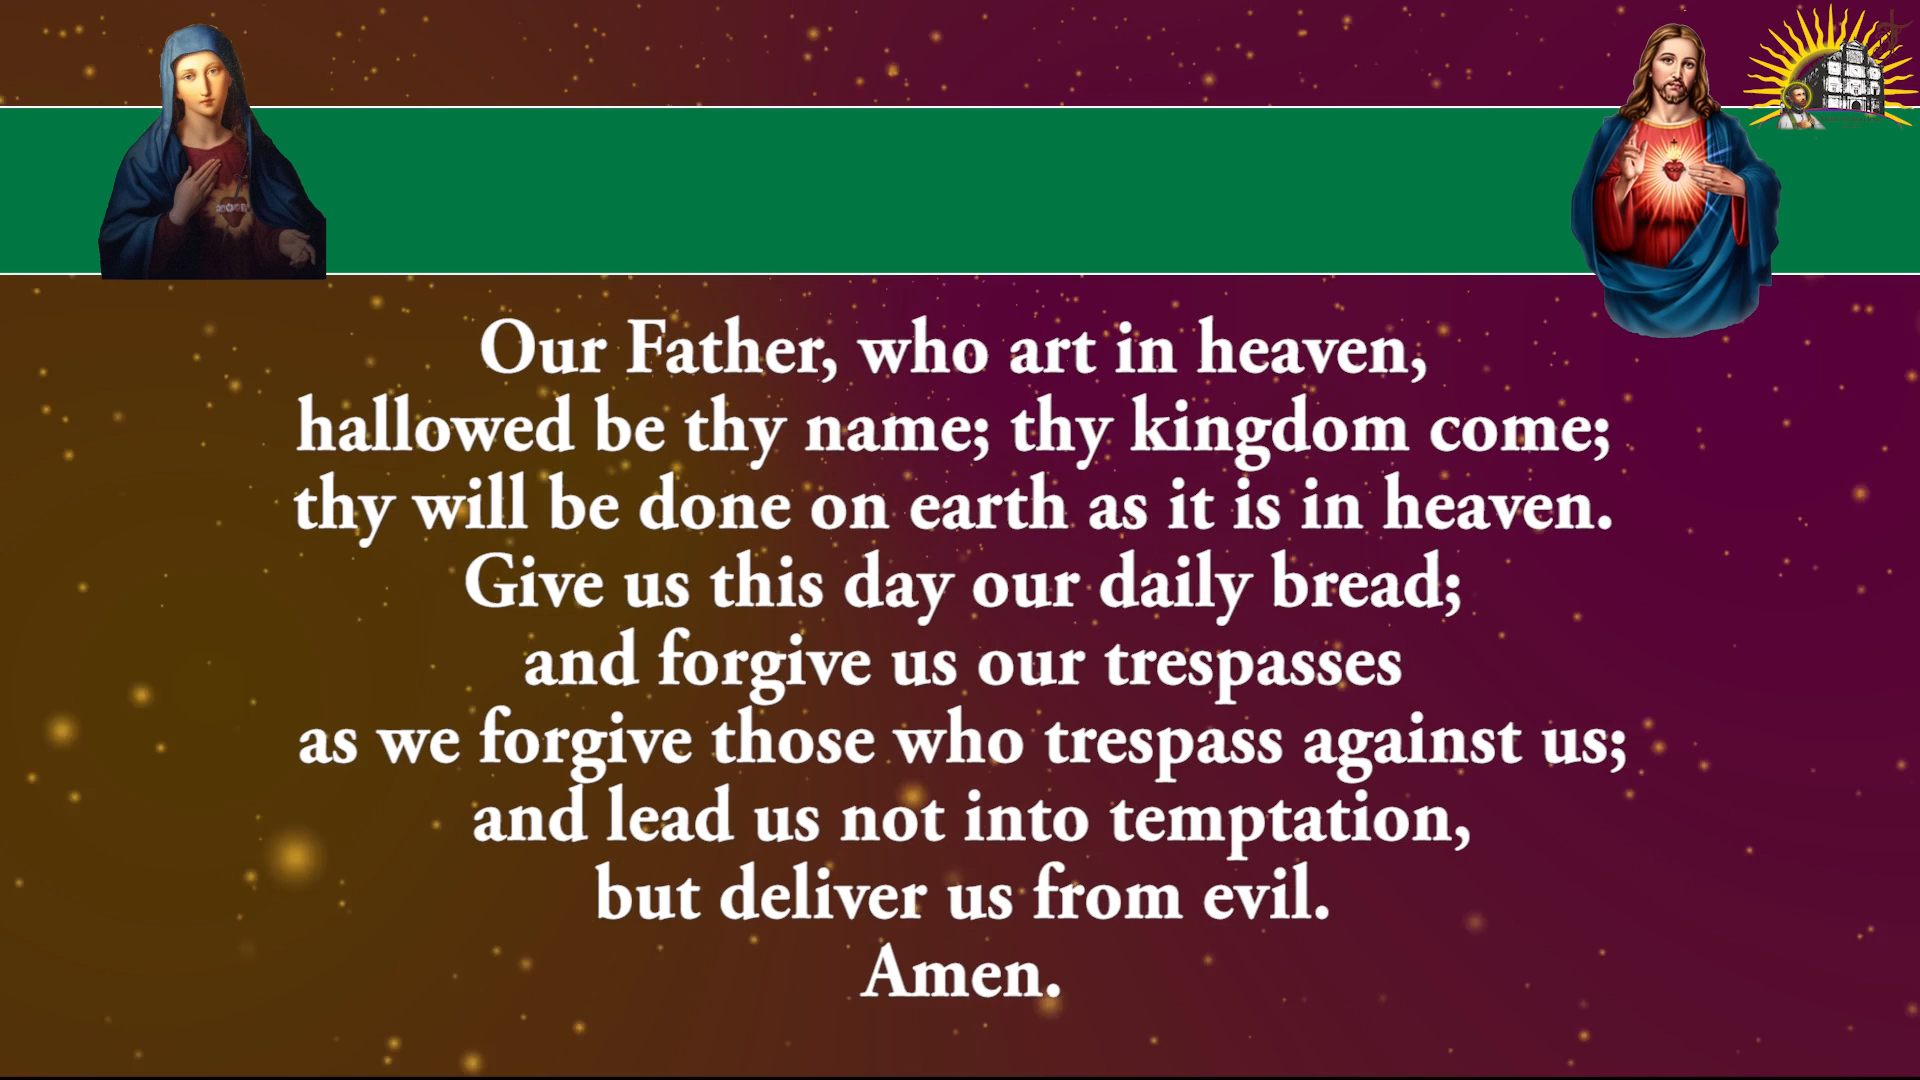 Our Father, who art in heaven,
hallowed be thy name; thy kingdom come;
thy will be done on earth as it is in heaven.
Give us this day our daily bread;
and forgive us our trespasses
as we forgive those who trespass against us;
and lead us not into temptation,
but deliver us from evil.
Amen.